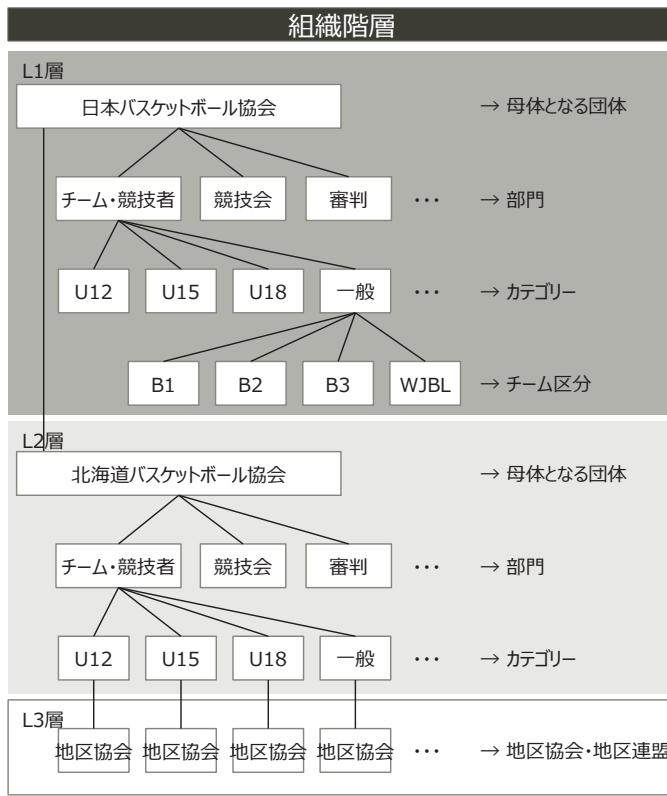 組織階層
L1層
日本バスケットボール協会 → 母体となる団体
チーム・競技者 競技会 審判 ・・・ → 部門
U12 U15 U18 一般 ・・・ → カテゴリー
B1 B2 B3 WJBL → チーム区分
L2層
北海道バスケットボール協会 → 母体となる団体
チーム・競技者 競技会 審判 ・・・ → 部門
U12 U15 U18 一般 ・・・ → カテゴリー
L3層
地区協会 地区協会 地区協会 地区協会 ・・・ → 地区協会・地区連盟